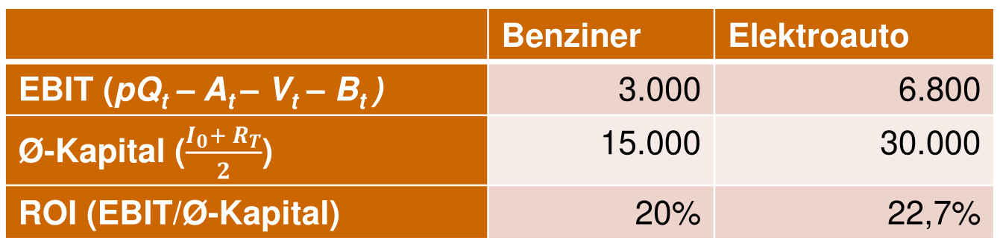 Benziner Elektroauto
EBIT (pQₜ – Aₜ – Vₜ – Bₜ) 3.000 6.800
Ø-Kapital ((I₀ + R_T)/2) 15.000 30.000
ROI (EBIT/Ø-Kapital) 20% 22,7%